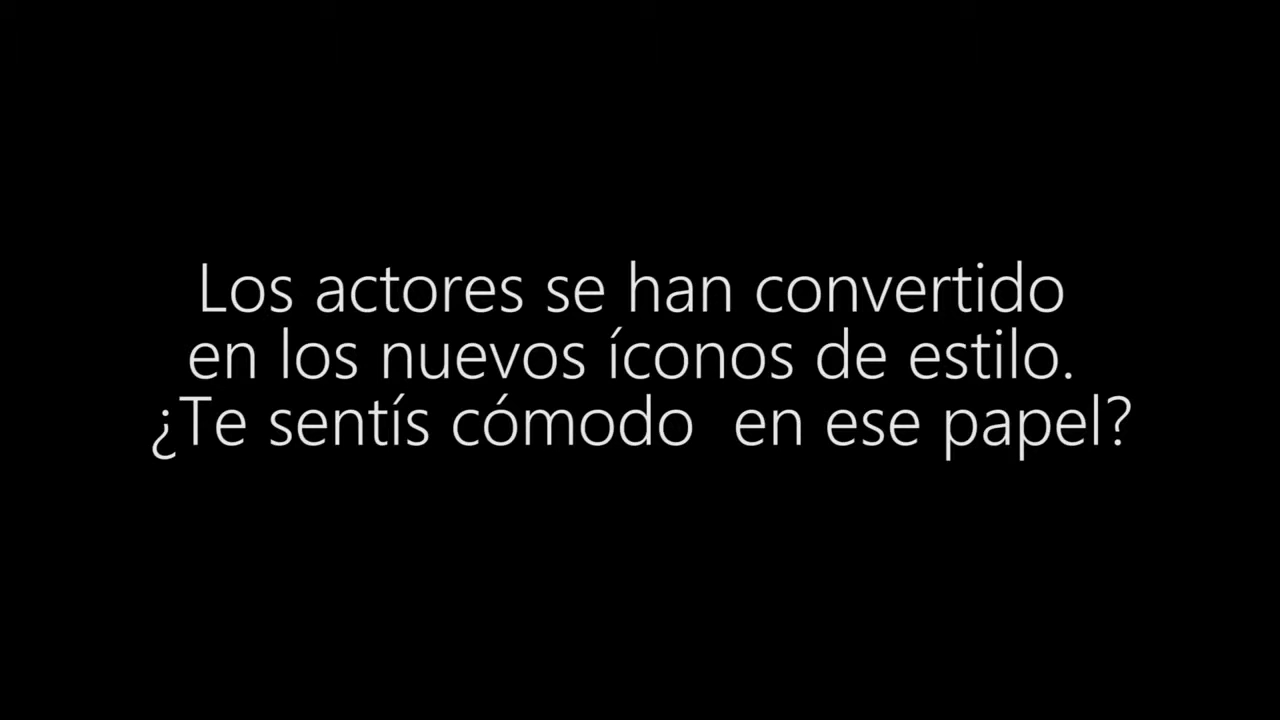 Los actores se han convertido
en los nuevos íconos de estilo.
¿Te sentís cómodo  en ese papel?